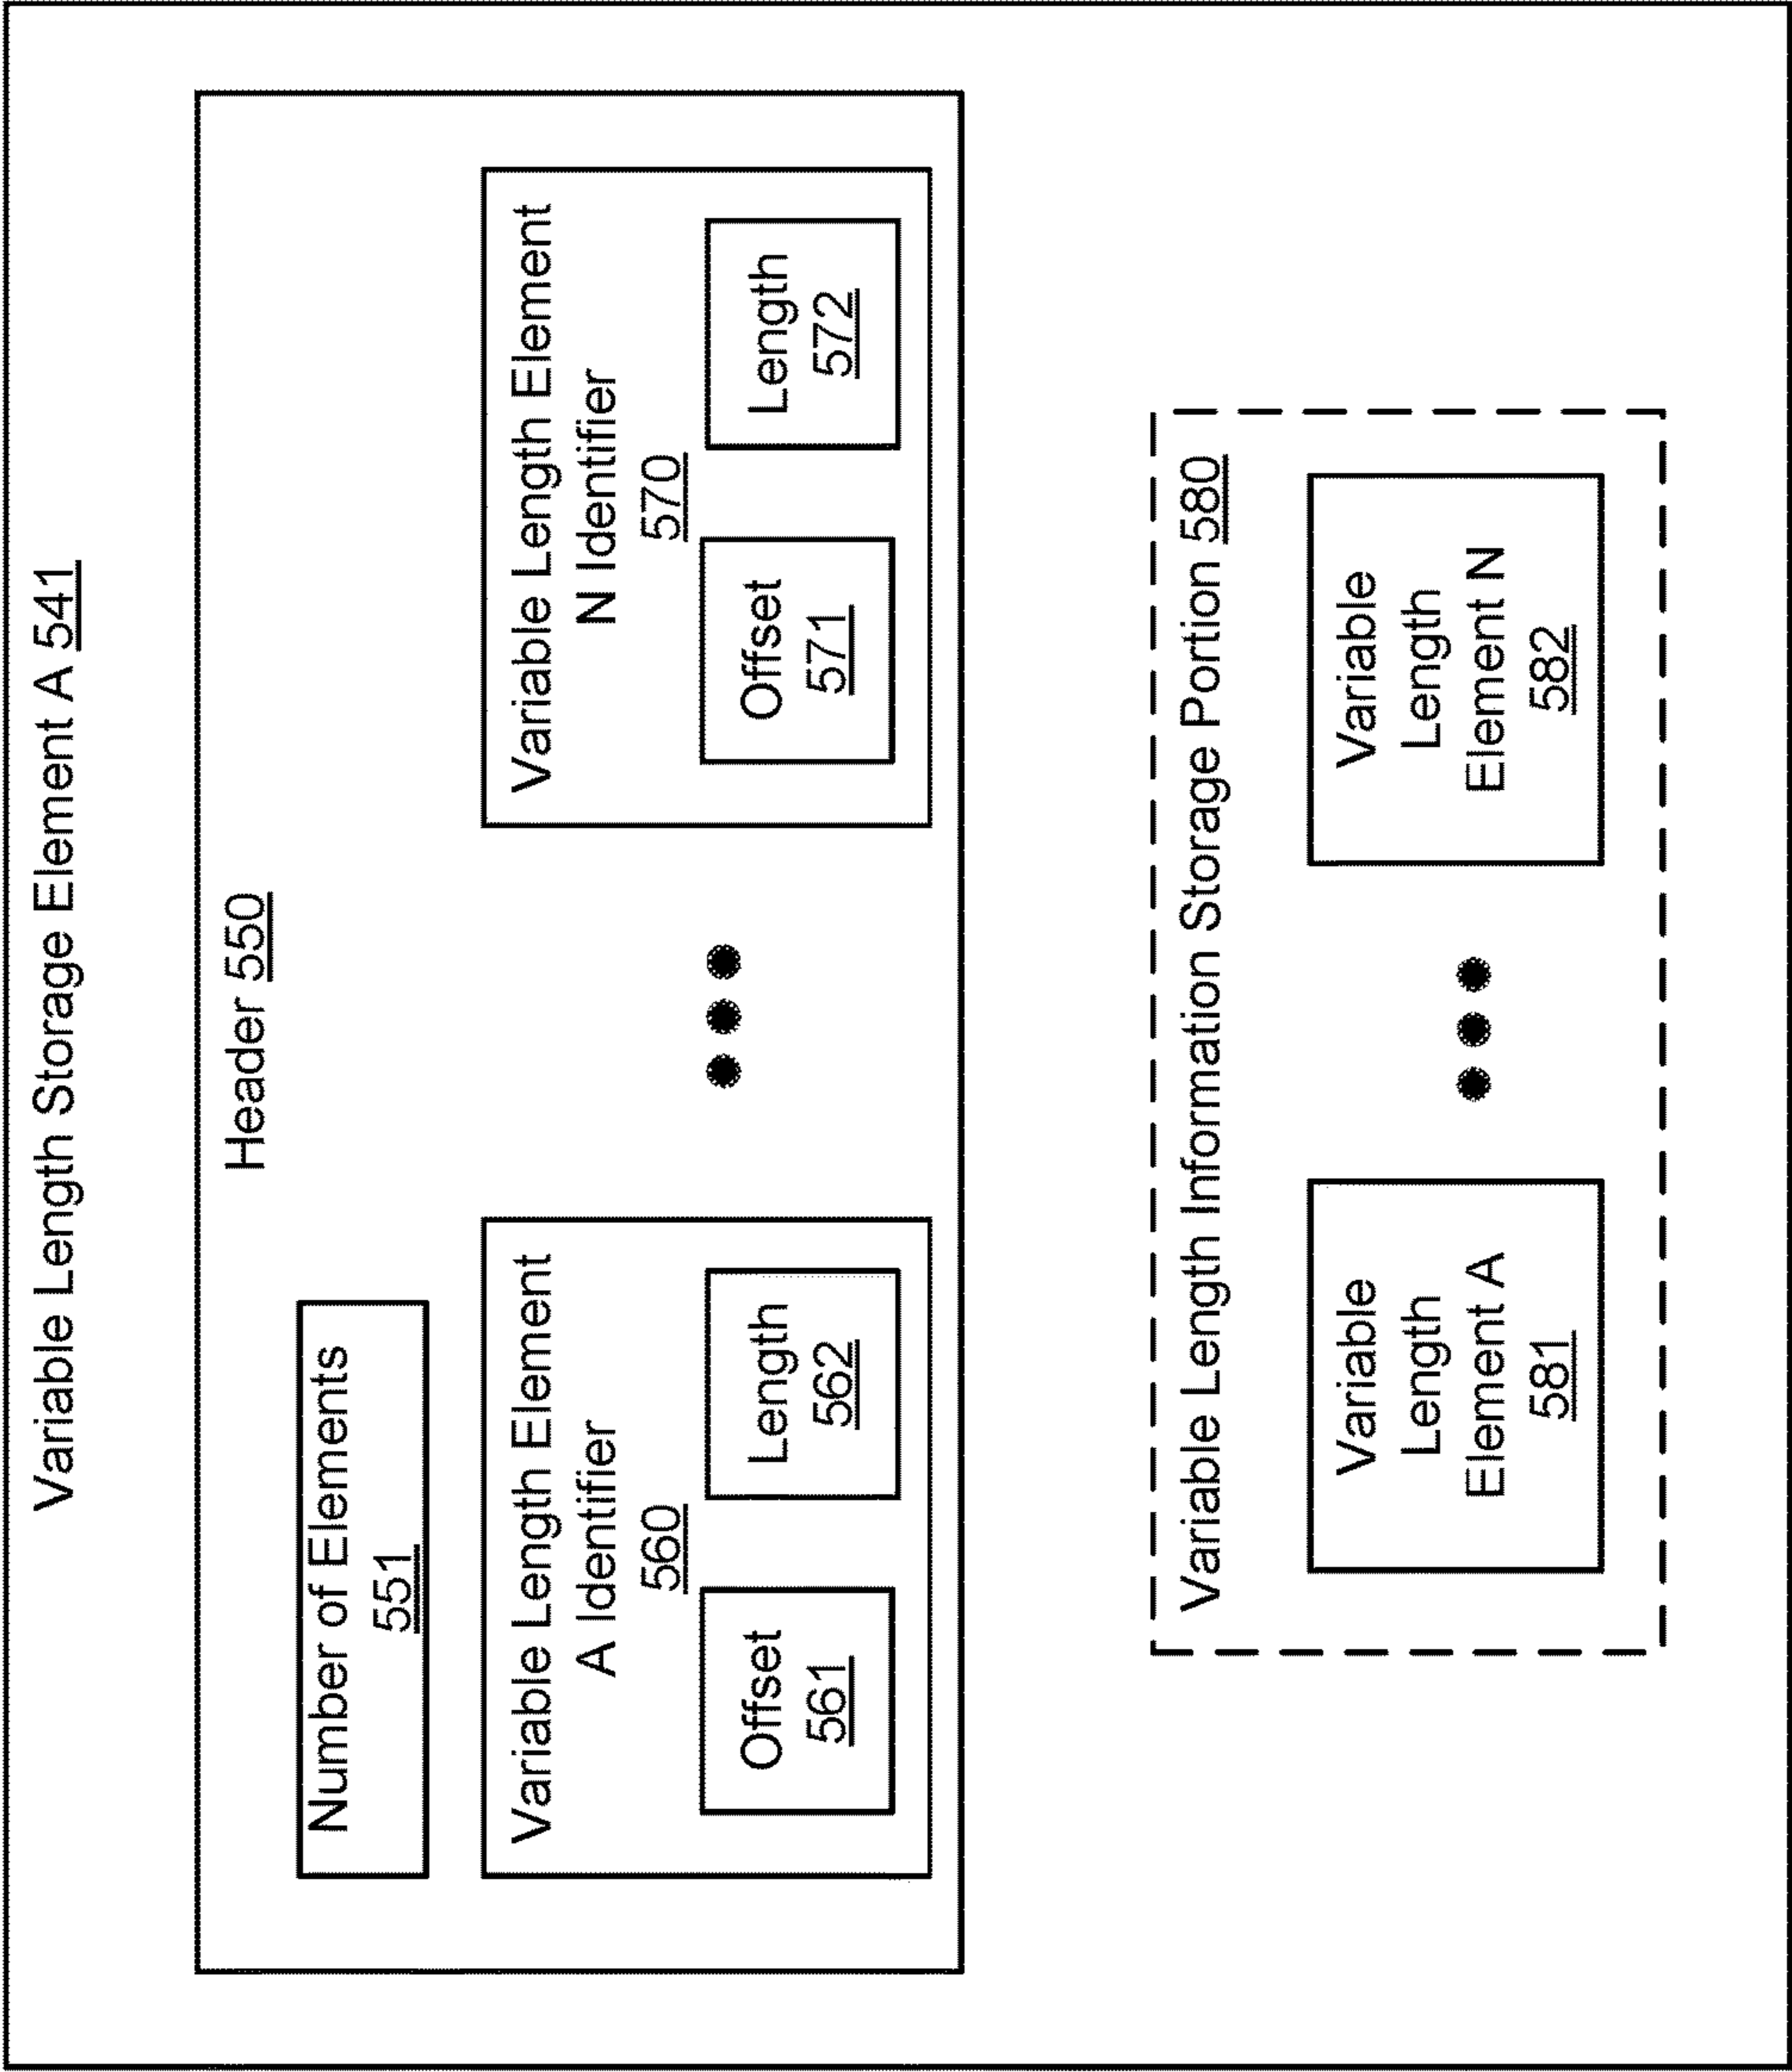 Variable Length Storage Element A 541
Header 550
Number of Elements
551
Variable Length Element
A Identifier
560
Offset
561
Length
562
Variable Length Element
N Identifier
570
Offset
571
Length
572
Variable Length Information Storage Portion 580
Variable
Length
Element A
581
Variable
Length
Element N
582